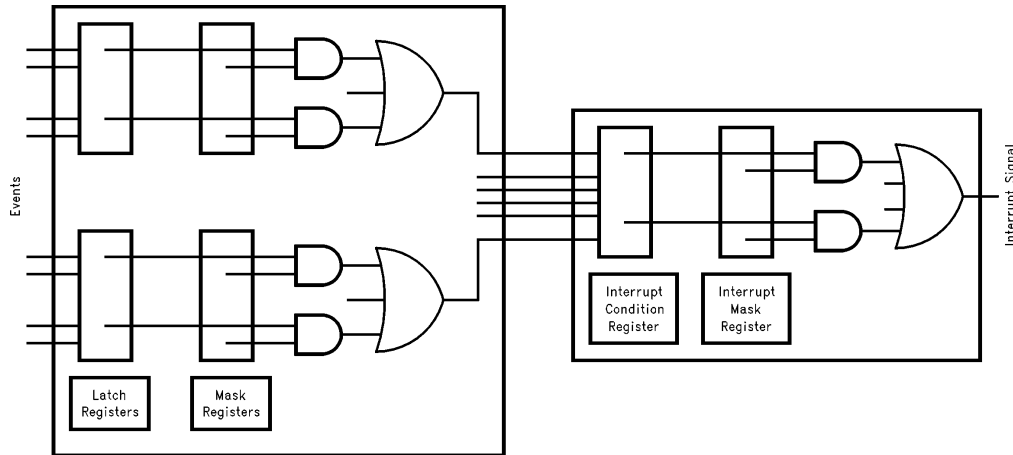 Events
Latch
Registers
Mask
Registers
Interrupt
Condition
Register
Interrupt
Mask
Register
Interrupt Signal